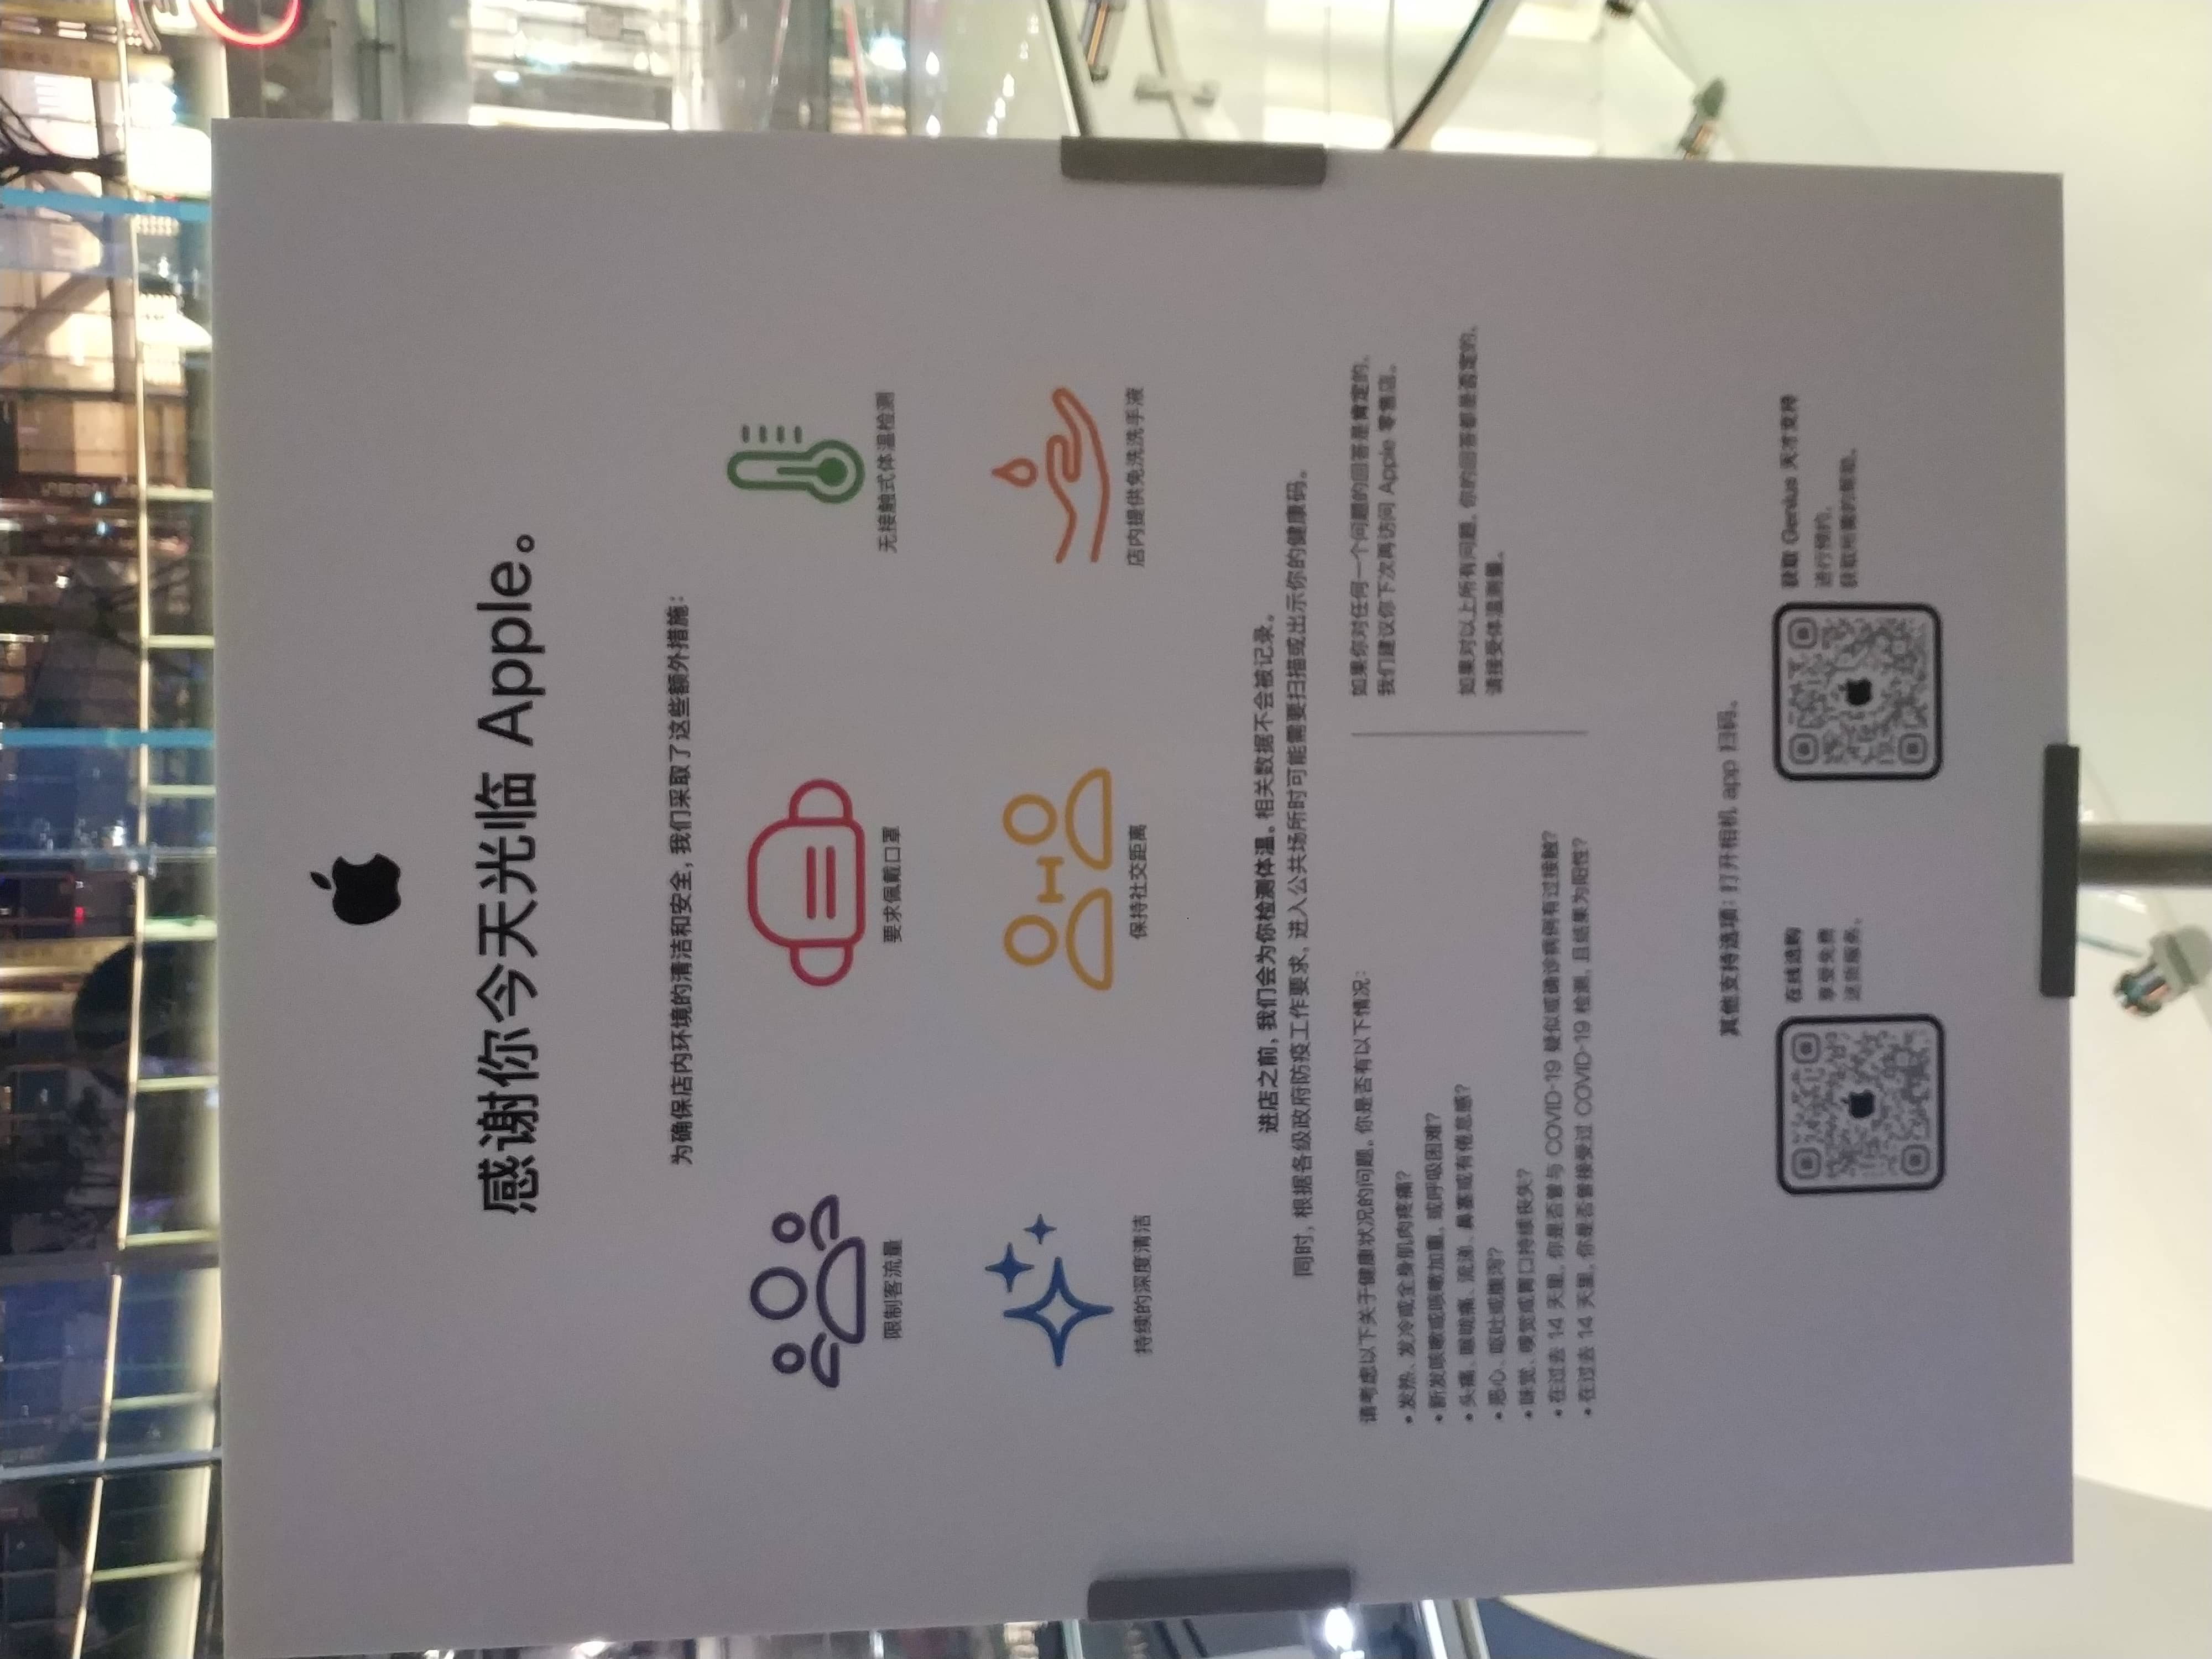 感谢你今天光临 Apple。
为确保店内环境的清洁和安全，我们采取了这些额外措施：
限制客流量
要求佩戴口罩
无接触式体温检测
持续的深度清洁
保持社交距离
店内提供免洗洗手液
进店之前，我们会为你检测体温。相关数据不会被记录。
同时，根据各级政府防疫工作要求，进入公共场所时可能需要扫描或出示你的健康码。
请考虑以下关于健康状况的问题。你是否有以下情况：
• 发热、发冷或全身肌肉疼痛？
• 新发咳嗽或咳嗽加重，或呼吸困难？
• 头痛、喉咙痛、流涕、鼻塞或有倦怠感？
• 恶心、呕吐或腹泻？
• 味觉、嗅觉或胃口持续丧失？
• 在过去 14 天里，你是否曾与 COVID-19 疑似或确诊病例有过接触？
• 在过去 14 天里，你是否曾接受过 COVID-19 检测，且结果为阳性？
如果你对任何一个问题的回答是肯定的，
我们建议你下次再访问 Apple 零售店。
如果对以上所有问题，你的回答都是否定的，
请接受体温测量。
其他支持选项：打开相机 app 扫码。
在线选购
享受免费
送货服务。
获取 Genius 天才支持
进行预约，
获取所需的帮助。